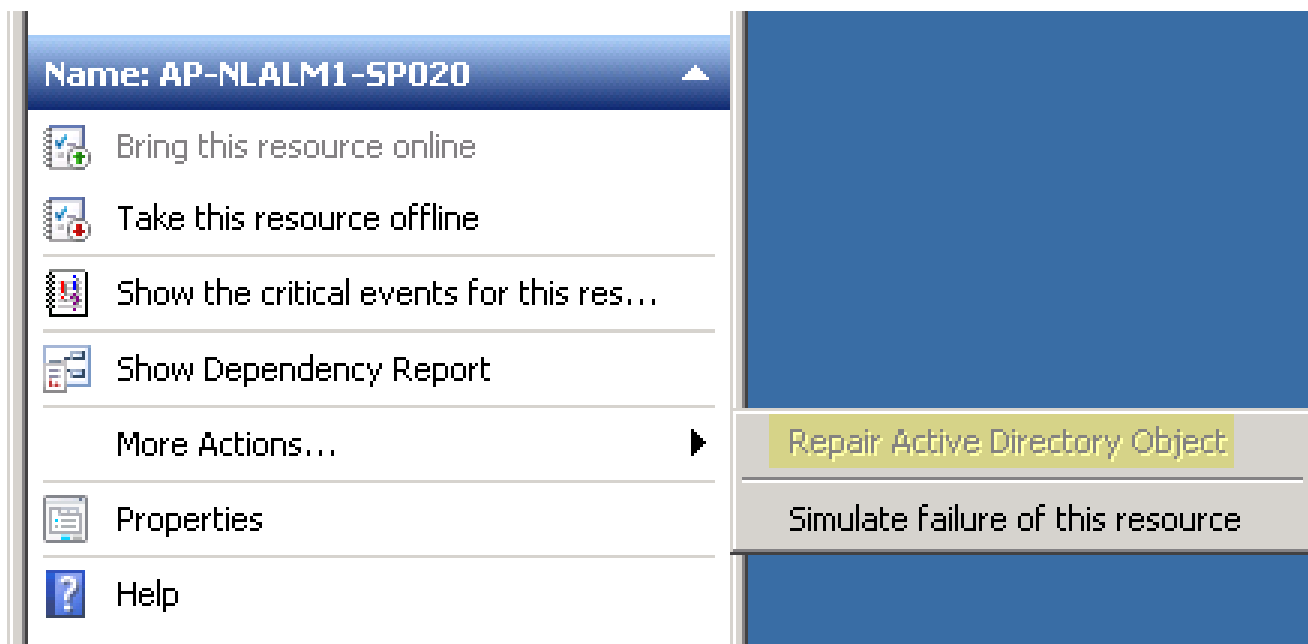 Name: AP-NLALM1-SP020
Bring this resource online
Take this resource offline
Show the critical events for this res...
Show Dependency Report
More Actions...
Repair Active Directory Object
Properties
Simulate failure of this resource
Help